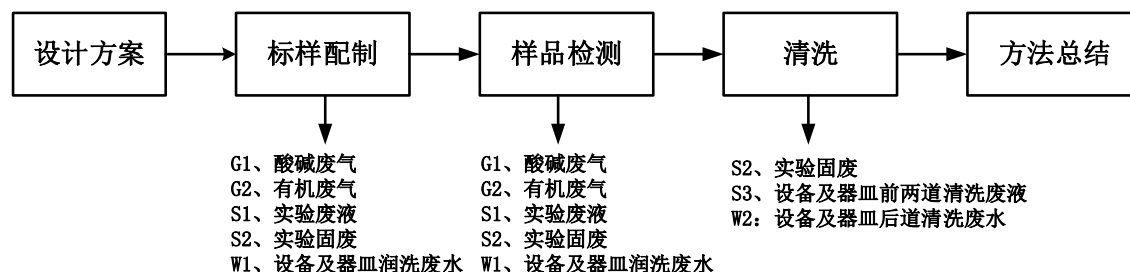 设计方案
标样配制
样品检测
清洗
方法总结
G1、酸碱废气
G2、有机废气
S1、实验废液
S2、实验固废
W1、设备及器皿润洗废水
G1、酸碱废气
G2、有机废气
S1、实验废液
S2、实验固废
W1、设备及器皿润洗废水
S2、实验固废
S3、设备及器皿前两道清洗废液
W2：设备及器皿后道清洗废水